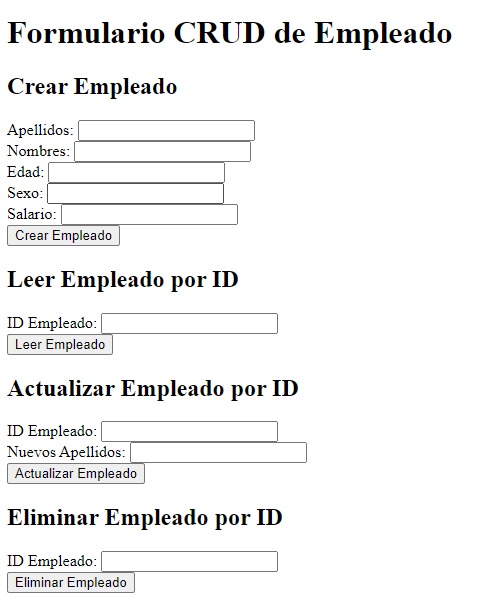 Formulario CRUD de Empleado
Crear Empleado
Apellidos:
Nombres:
Edad:
Sexo:
Salario:
Crear Empleado
Leer Empleado por ID
ID Empleado:
Leer Empleado
Actualizar Empleado por ID
ID Empleado:
Nuevos Apellidos:
Actualizar Empleado
Eliminar Empleado por ID
ID Empleado:
Eliminar Empleado